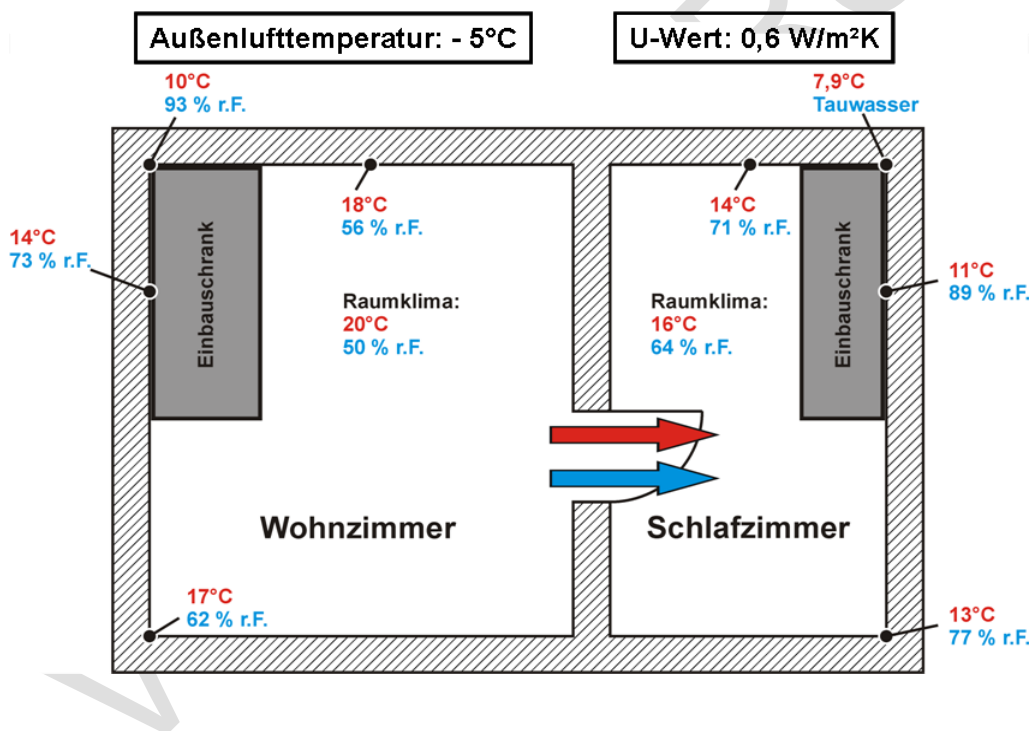 Außenlufttemperatur: - 5°C
U-Wert: 0,6 W/m²K
10°C
93 % r.F.
7,9°C
Tauwasser
18°C
56 % r.F.
14°C
71 % r.F.
14°C
73 % r.F.
Einbauschrank
Raumklima:
20°C
50 % r.F.
Raumklima:
16°C
64 % r.F.
Einbauschrank
11°C
89 % r.F.
Wohnzimmer
Schlafzimmer
17°C
62 % r.F.
13°C
77 % r.F.